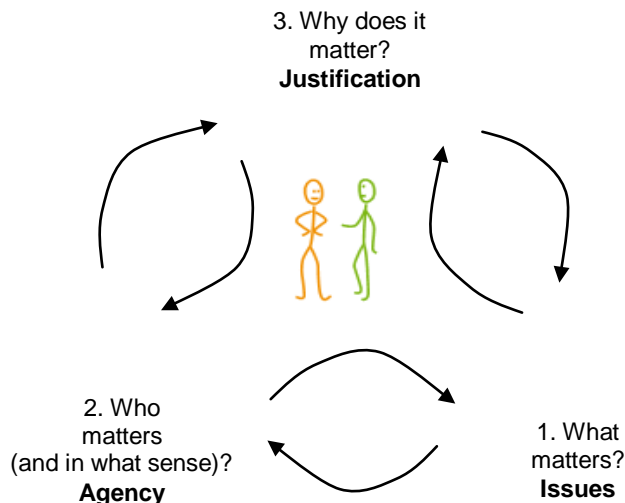 3. Why does it
matter?
Justification
2. Who
matters
(and in what sense)?
Agency
1. What
matters?
Issues